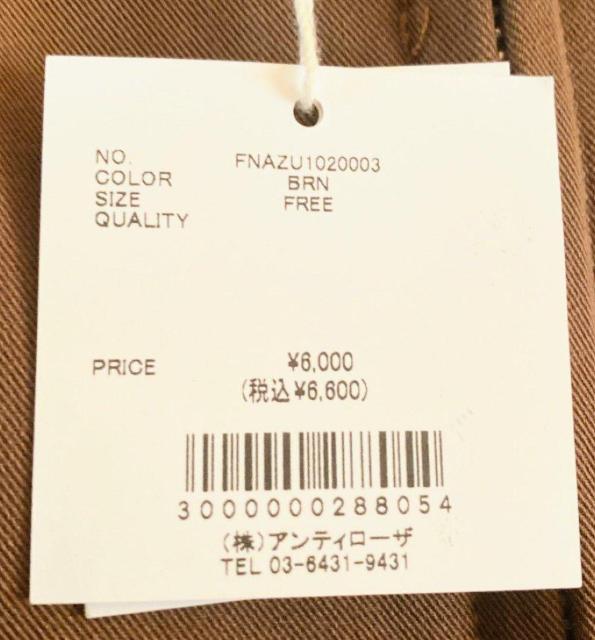 NO. FNAZU1020003
COLOR BRN
SIZE FREE
QUALITY
PRICE ¥6,000
(税込¥6,600)
3000000288054
(株)アンティローザ
TEL 03-6431-9431